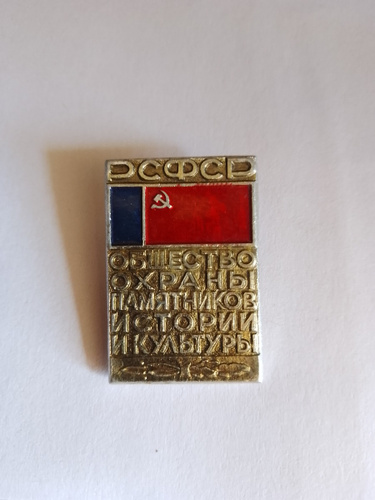 РСФСР
ОБЩЕСТВО
ОХРАНЫ
ПАМЯТНИКОВ
ИСТОРИИ
И КУЛЬТУРЫ